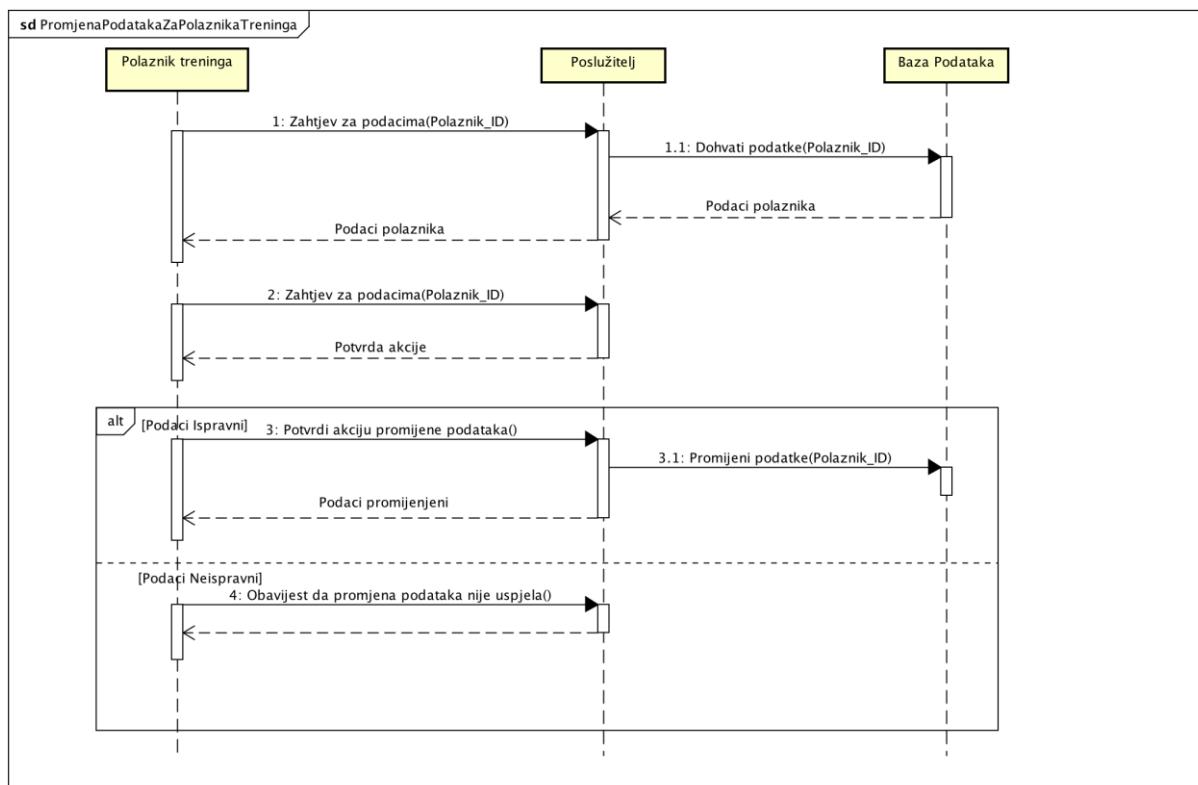 sd PromjenaPodatakaZaPolaznikaTreninga
Polaznik treninga
Poslužitelj
Baza Podataka
1: Zahtjev za podacima(Polaznik_ID)
1.1: Dohvati podatke(Polaznik_ID)
Podaci polaznika
Podaci polaznika
2: Zahtjev za podacima(Polaznik_ID)
Potvrda akcije
alt
[Podaci Ispravni]
3: Potvrdi akciju promijene podataka()
3.1: Promijeni podatke(Polaznik_ID)
Podaci promijenjeni
[Podaci Neispravni]
4: Obavijest da promjena podataka nije uspjela()